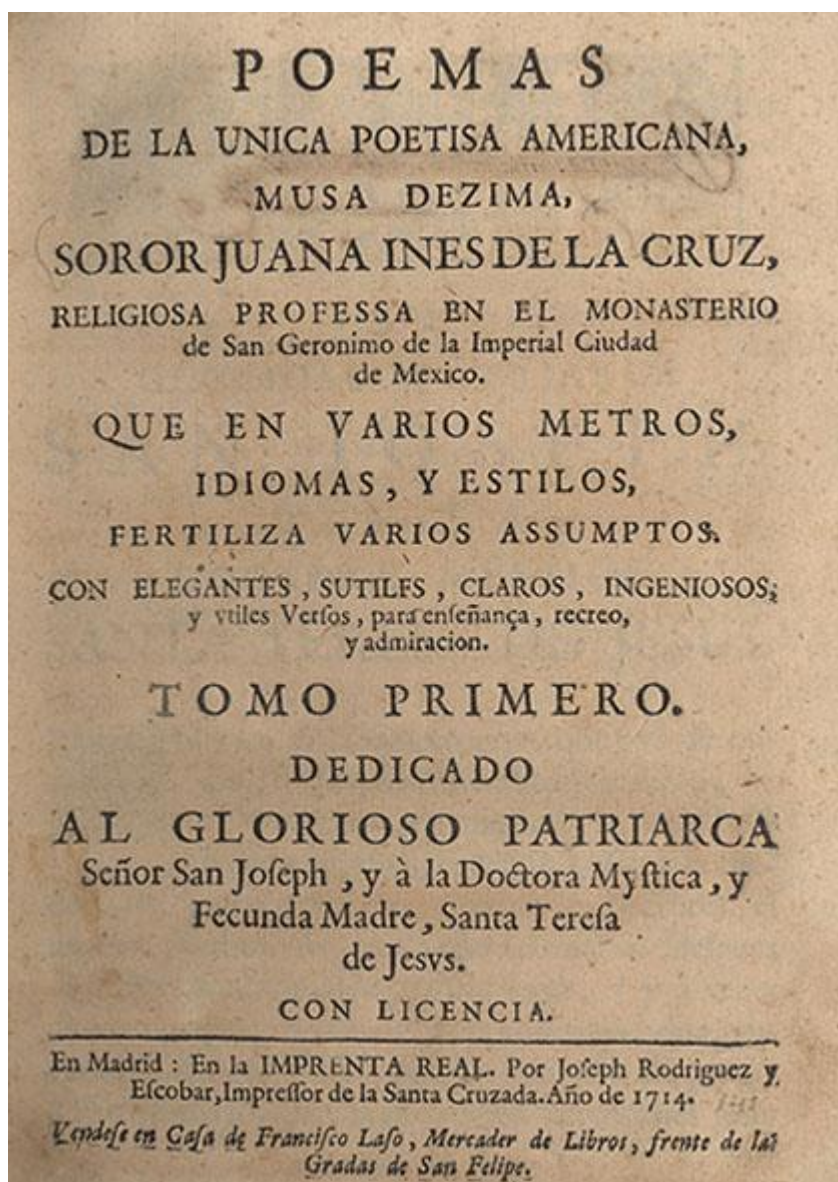 POEMAS
DE LA UNICA POETISA AMERICANA,
MUSA DEZIMA,
SOROR JUANA INES DE LA CRUZ,
RELIGIOSA PROFESSA EN EL MONASTERIO
de San Geronimo de la Imperial Ciudad
de Mexico.
QUE EN VARIOS METROS,
IDIOMAS, Y ESTILOS,
FERTILIZA VARIOS ASSUMPTOS.
CON ELEGANTES, SUTILES, CLAROS, INGENIOSOS,
y vtiles Verſos, para enſeñança, recreo,
y admiracion.
TOMO PRIMERO.
DEDICADO
AL GLORIOSO PATRIARCA
Señor San Joſeph, y à la Doctora Myſtica, y
Fecunda Madre, Santa Tereſa
de Jesvs.
CON LICENCIA.
En Madrid: En la IMPRENTA REAL. Por Joſeph Rodriguez y
Eſcobar, Impreſſor de la Santa Cruzada. Año de 1714.
Vendeſe en Caſa de Franciſco Laſo, Mercader de Libros, frente de las
Gradas de San Felipe.